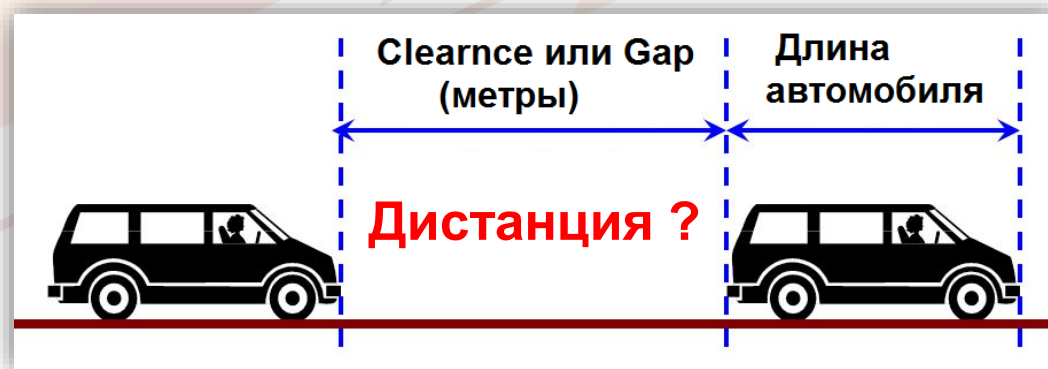 Clearnce или Gap
(метры)
Длина
автомобиля
Дистанция ?